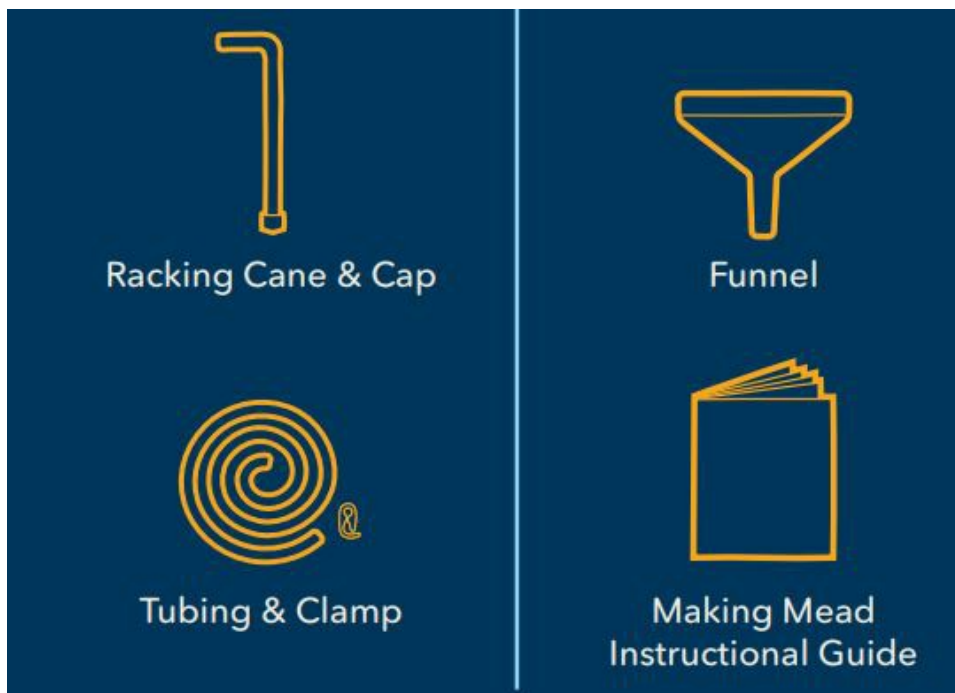 Racking Cane & Cap
Funnel
Tubing & Clamp
Making Mead
Instructional Guide